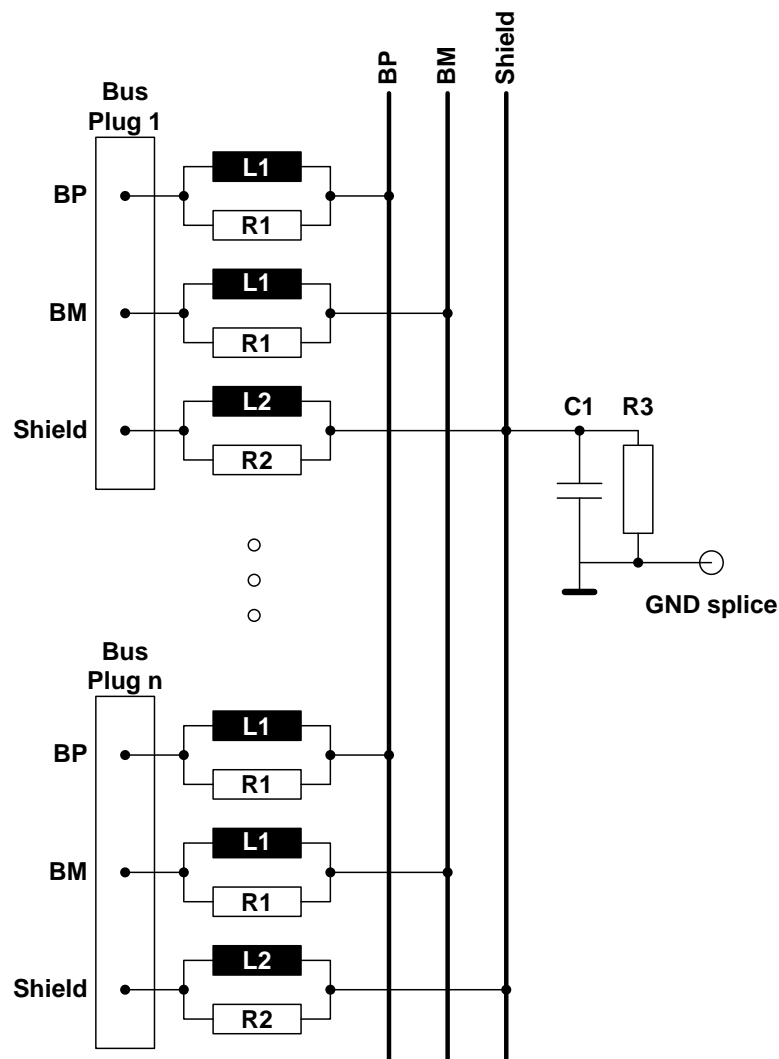 BP
BM
Shield
Bus
Plug 1
BP
L1
R1
BM
L1
R1
Shield
L2
R2
C1
R3
GND splice
Bus
Plug n
BP
L1
R1
BM
L1
R1
Shield
L2
R2